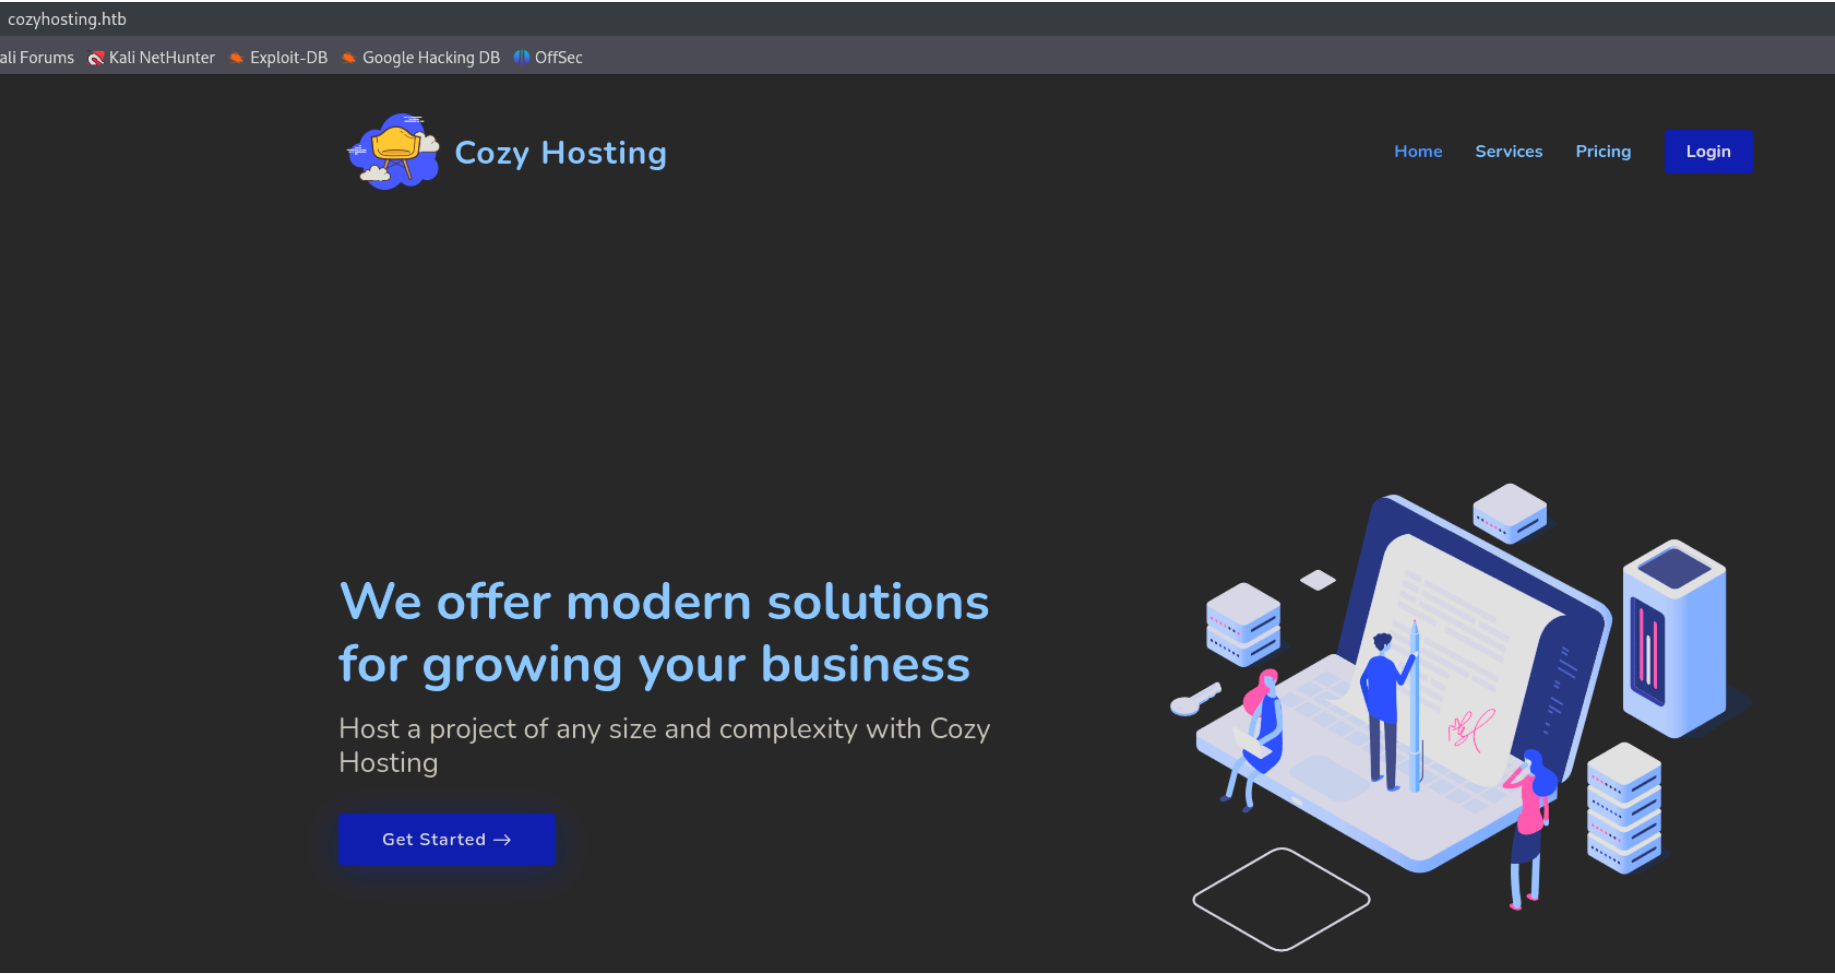 cozyhosting.htb
ali Forums Kali NetHunter Exploit-DB Google Hacking DB OffSec
Cozy Hosting
Home Services Pricing Login
We offer modern solutions
for growing your business
Host a project of any size and complexity with Cozy
Hosting
Get Started →